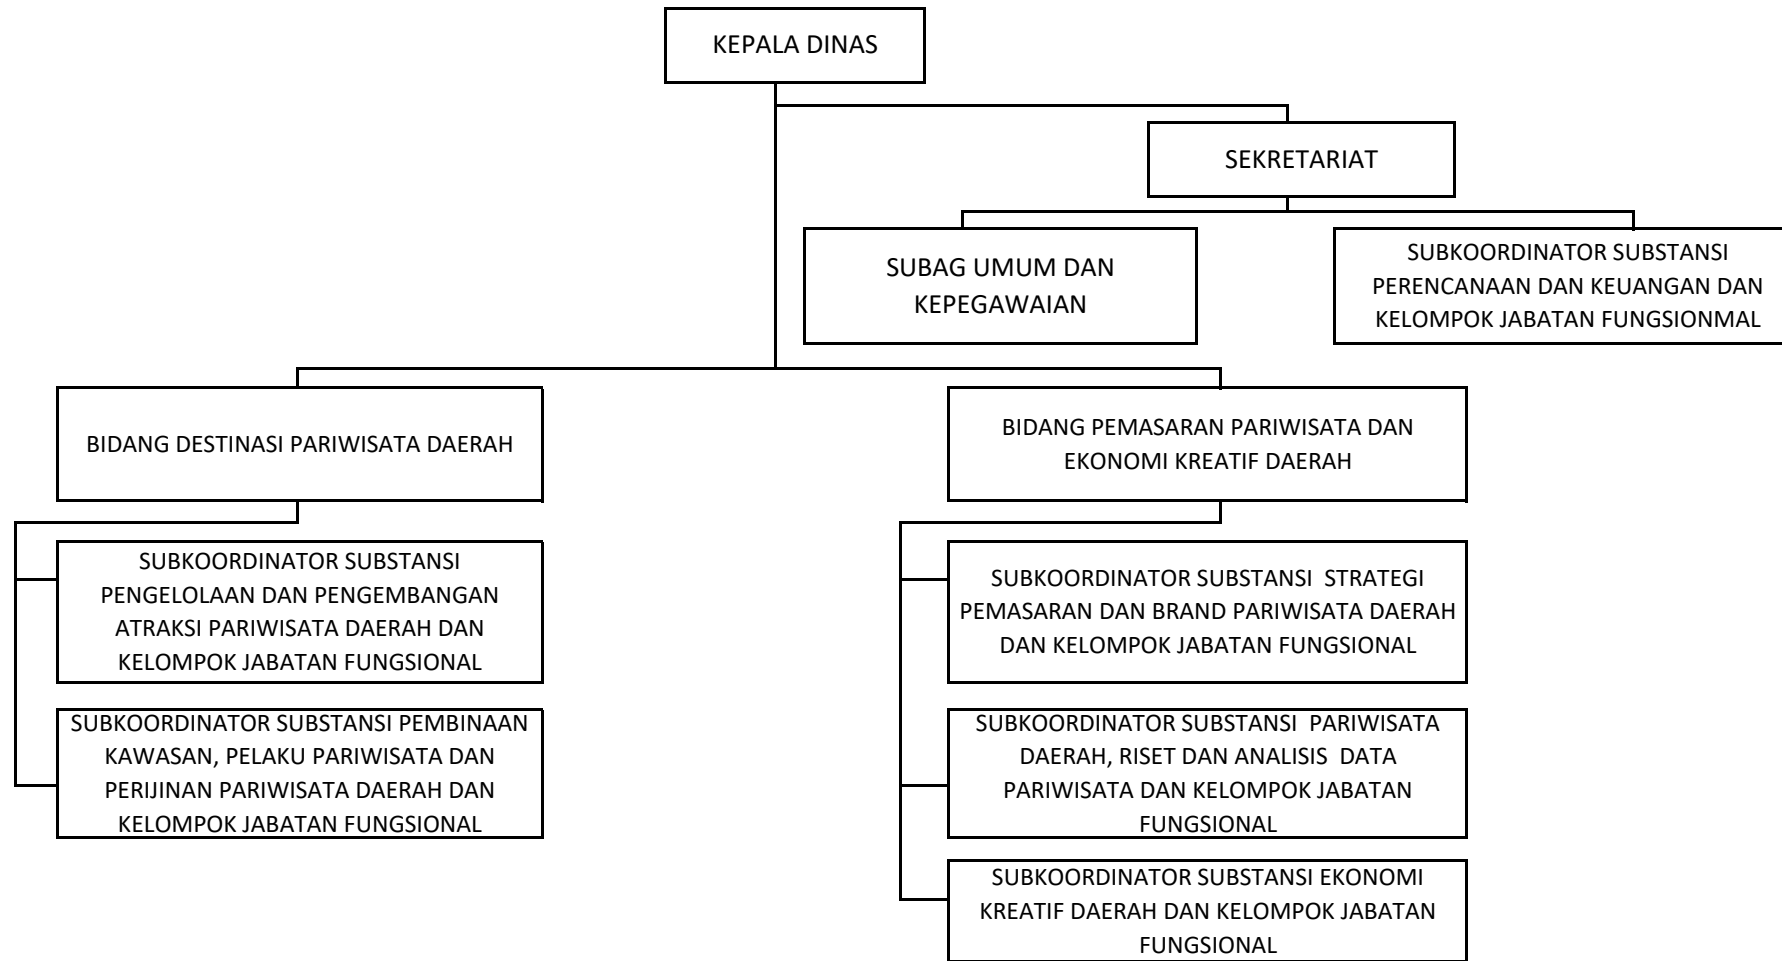 KEPALA DINAS
SEKRETARIAT
SUBAG UMUM DAN
KEPEGAWAIAN
SUBKOORDINATOR SUBSTANSI
PERENCANAAN DAN KEUANGAN DAN
KELOMPOK JABATAN FUNGSIONMAL
BIDANG DESTINASI PARIWISATA DAERAH
BIDANG PEMASARAN PARIWISATA DAN
EKONOMI KREATIF DAERAH
SUBKOORDINATOR SUBSTANSI
PENGELOLAAN DAN PENGEMBANGAN
ATRAKSI PARIWISATA DAERAH DAN
KELOMPOK JABATAN FUNGSIONAL
SUBKOORDINATOR SUBSTANSI PEMBINAAN
KAWASAN, PELAKU PARIWISATA DAN
PERIJINAN PARIWISATA DAERAH DAN
KELOMPOK JABATAN FUNGSIONAL
SUBKOORDINATOR SUBSTANSI  STRATEGI
PEMASARAN DAN BRAND PARIWISATA DAERAH
DAN KELOMPOK JABATAN FUNGSIONAL
SUBKOORDINATOR SUBSTANSI  PARIWISATA
DAERAH, RISET DAN ANALISIS  DATA
PARIWISATA DAN KELOMPOK JABATAN
FUNGSIONAL
SUBKOORDINATOR SUBSTANSI EKONOMI
KREATIF DAERAH DAN KELOMPOK JABATAN
FUNGSIONAL